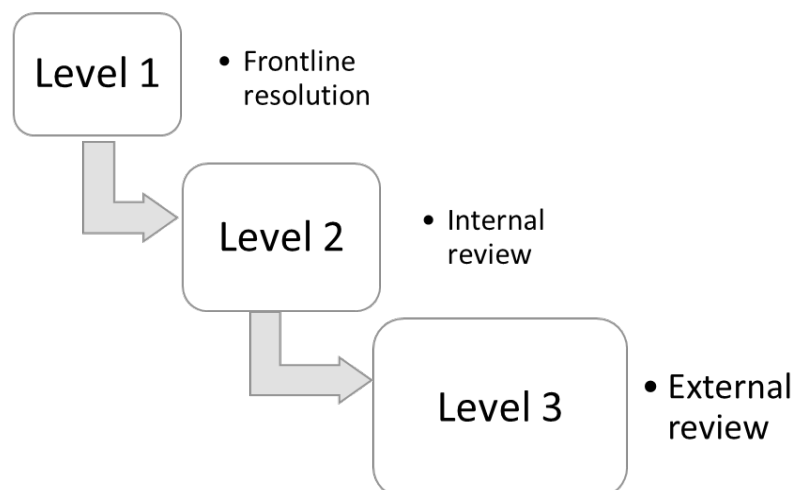 Level 1
• Frontline
resolution
Level 2
• Internal
review
Level 3
• External
review